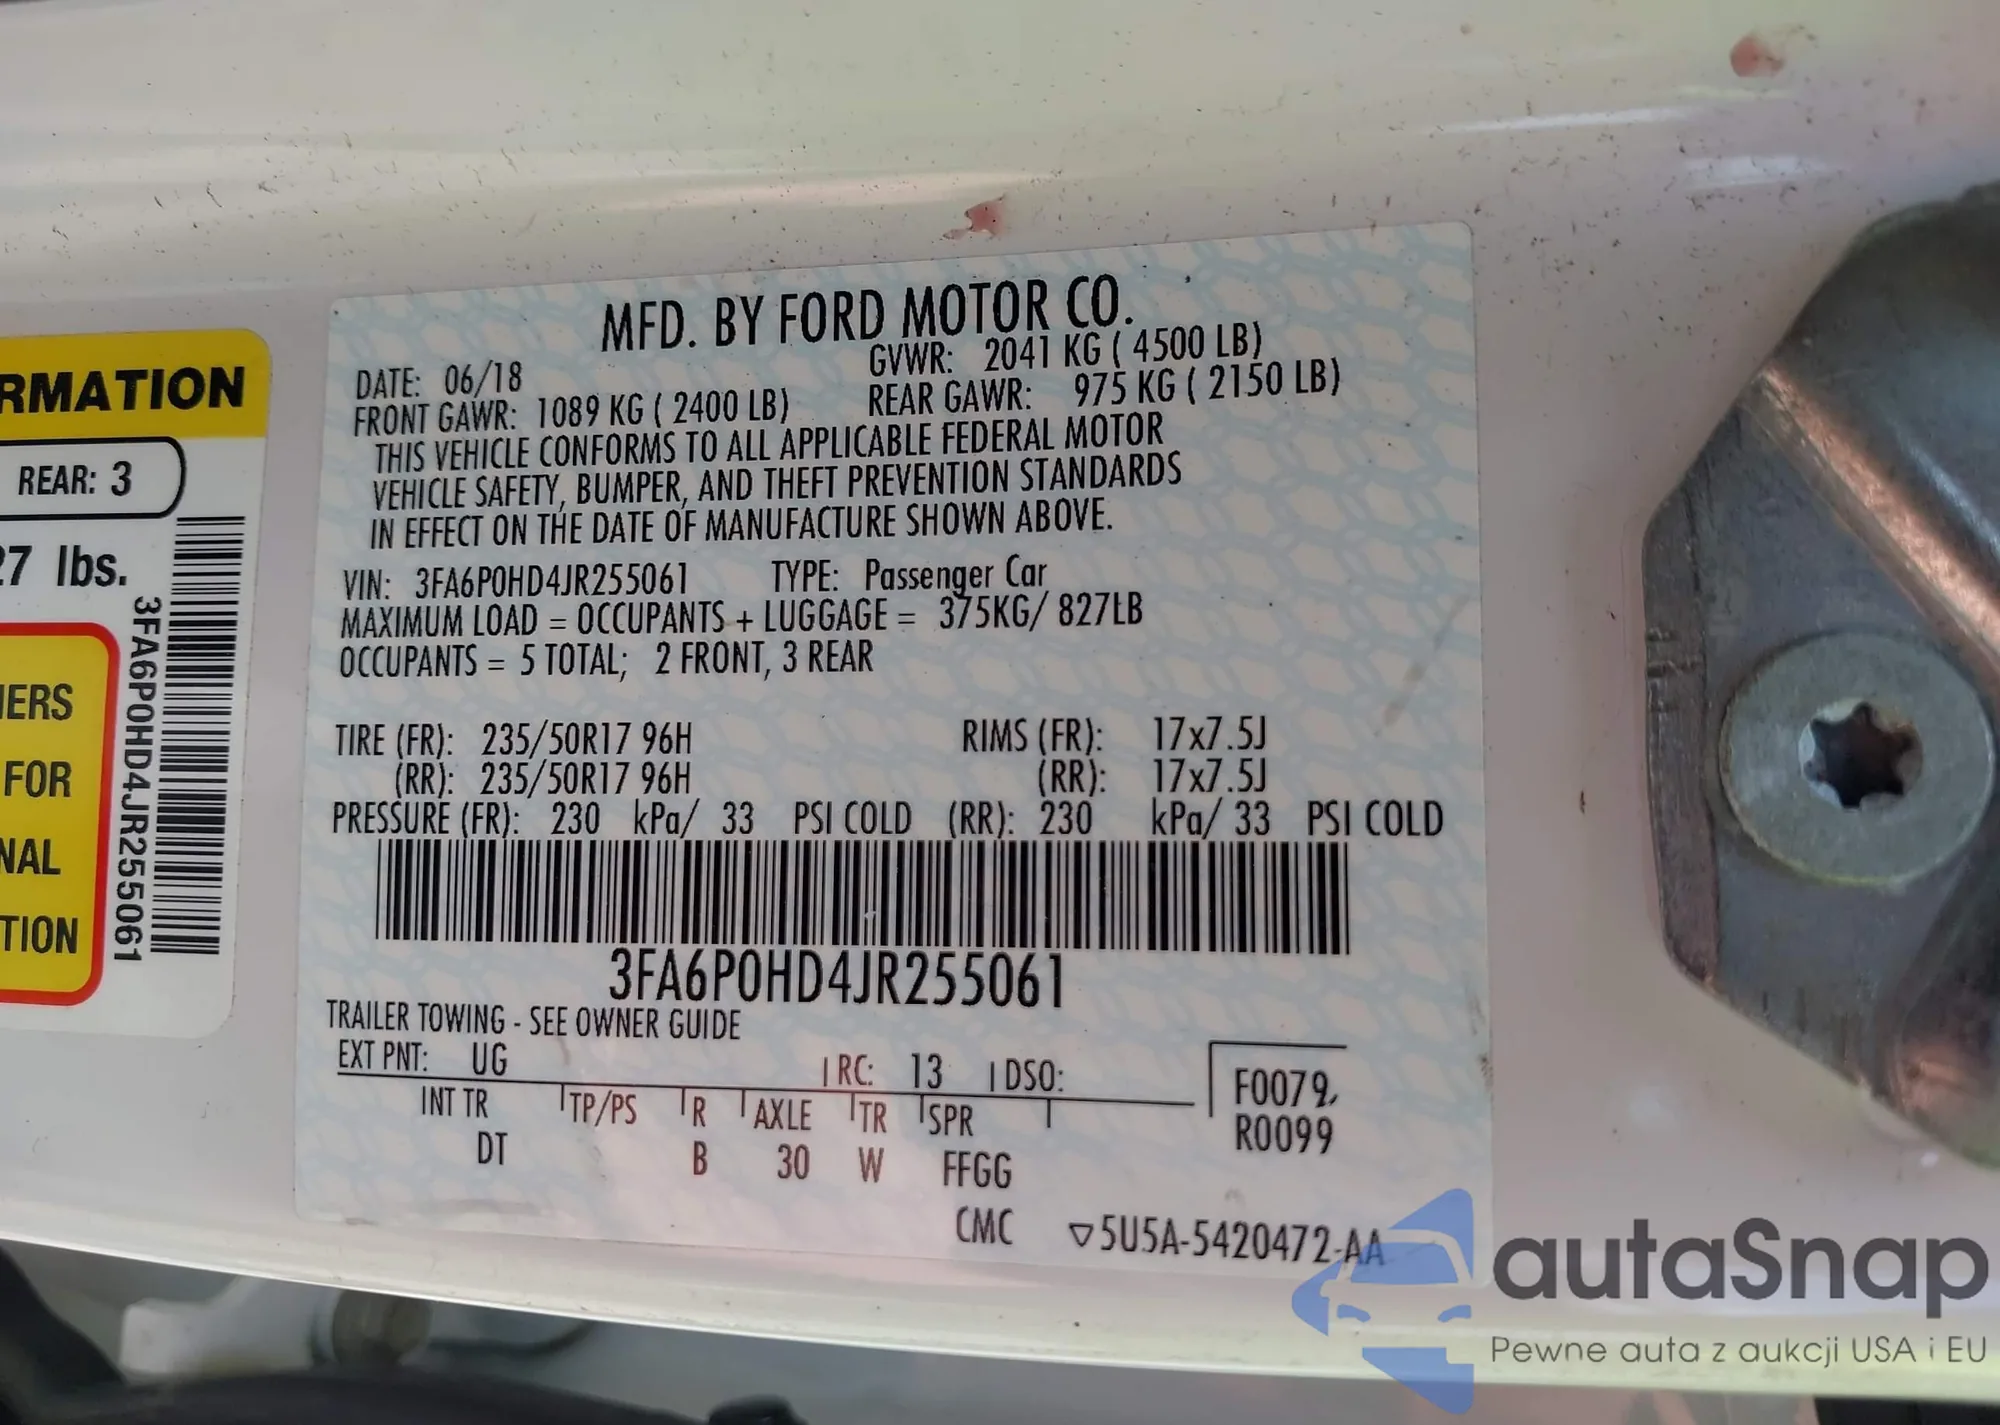 RMATION
REAR: 3
27 lbs.
3FA6P0HD4JR255061
IERS
FOR
NAL
TION
MFD. BY FORD MOTOR CO.
DATE: 06/18 GVWR: 2041 KG ( 4500 LB)
FRONT GAWR: 1089 KG ( 2400 LB) REAR GAWR: 975 KG ( 2150 LB)
THIS VEHICLE CONFORMS TO ALL APPLICABLE FEDERAL MOTOR
VEHICLE SAFETY, BUMPER, AND THEFT PREVENTION STANDARDS
IN EFFECT ON THE DATE OF MANUFACTURE SHOWN ABOVE.
VIN: 3FA6P0HD4JR255061 TYPE: Passenger Car
MAXIMUM LOAD = OCCUPANTS + LUGGAGE = 375KG/ 827LB
OCCUPANTS = 5 TOTAL; 2 FRONT, 3 REAR
TIRE (FR): 235/50R17 96H RIMS (FR): 17x7.5J
(RR): 235/50R17 96H (RR): 17x7.5J
PRESSURE (FR): 230 kPa/ 33 PSI COLD (RR): 230 kPa/ 33 PSI COLD
3FA6P0HD4JR255061
TRAILER TOWING - SEE OWNER GUIDE
EXT PNT: UG RC: 13 DSO:
INT TR TP/PS R AXLE TR SPR
DT B 30 W FFGG
F0079,
R0099
CMC ▽5U5A-5420472-AA
autaSnap
Pewne auta z aukcji USA i EU